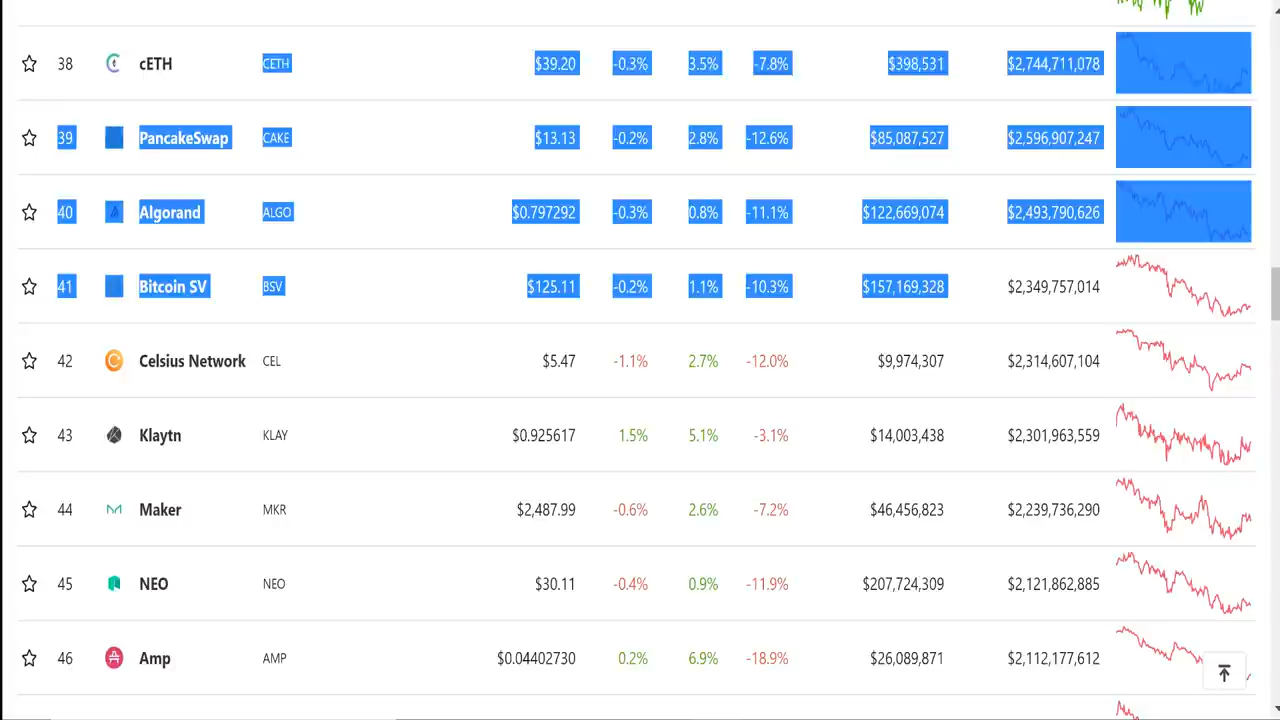 38 cETH CETH $39.20 -0.3% 3.5% -7.8% $398,531 $2,744,711,078
39 PancakeSwap CAKE $13.13 -0.2% 2.8% -12.6% $85,087,527 $2,596,907,247
40 Algorand ALGO $0.797292 -0.3% 0.8% -11.1% $122,669,074 $2,493,790,626
41 Bitcoin SV BSV $125.11 -0.2% 1.1% -10.3% $157,169,328 $2,349,757,014
42 Celsius Network CEL $5.47 -1.1% 2.7% -12.0% $9,974,307 $2,314,607,104
43 Klaytn KLAY $0.925617 1.5% 5.1% -3.1% $14,003,438 $2,301,963,559
44 Maker MKR $2,487.99 -0.6% 2.6% -7.2% $46,456,823 $2,239,736,290
45 NEO NEO $30.11 -0.4% 0.9% -11.9% $207,724,309 $2,121,862,885
46 Amp AMP $0.04402730 0.2% 6.9% -18.9% $26,089,871 $2,112,177,612